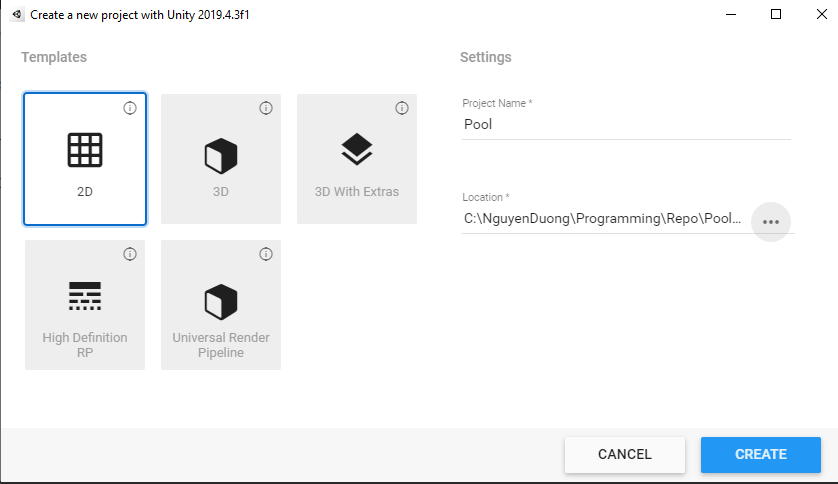 Create a new project with Unity 2019.4.3f1
Templates
2D
3D
3D With Extras
High Definition
RP
Universal Render
Pipeline
Settings
Project Name *
Pool
Location *
C:\NguyenDuong\Programming\Repo\Pool...
CANCEL
CREATE